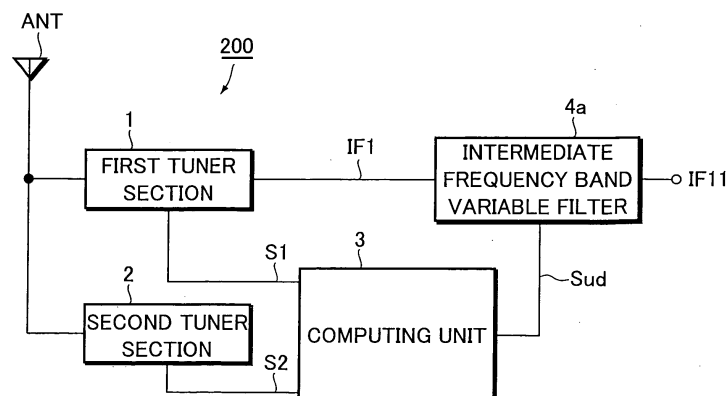 ANT
200
1
FIRST TUNER
SECTION
IF1
4a
INTERMEDIATE
FREQUENCY BAND
VARIABLE FILTER
IF11
S1
3
Sud
2
SECOND TUNER
SECTION
COMPUTING UNIT
S2